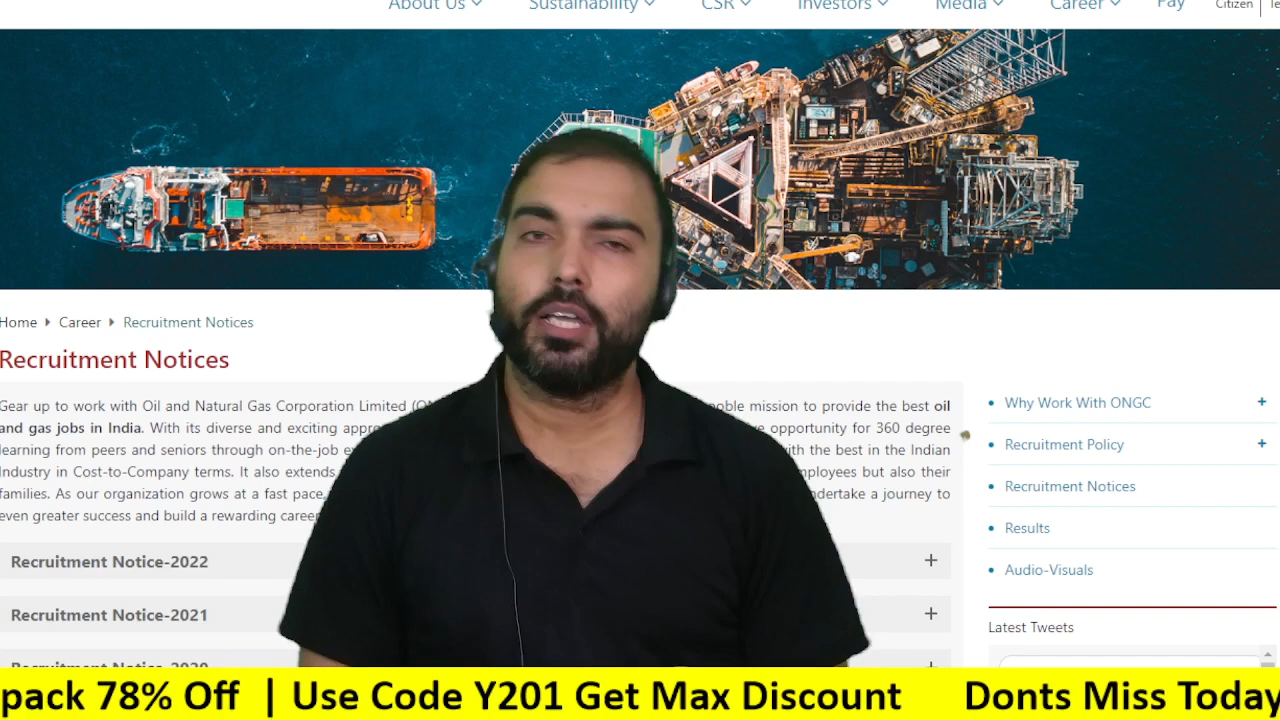 About Us Sustainability CSR Investors Media Career Pay Citizen
Home Career Recruitment Notices
Recruitment Notices
Gear up to work with Oil and Natural Gas Corporation Limited noble mission to provide the best oil
and gas jobs in India. With its diverse and exciting opportunity for 360 degree
learning from peers and seniors through on-the-job with the best in the Indian
Industry in Cost-to-Company terms. It also extends employees but also their
families. As our organization grows at a fast pace, undertake a journey to
even greater success and build a rewarding career
Recruitment Notice-2022 +
Recruitment Notice-2021 +
Recruitment Notice-2020 +
Why Work With ONGC +
Recruitment Policy +
Recruitment Notices
Results
Audio-Visuals
Latest Tweets
pack 78% Off | Use Code Y201 Get Max Discount Donts Miss Today